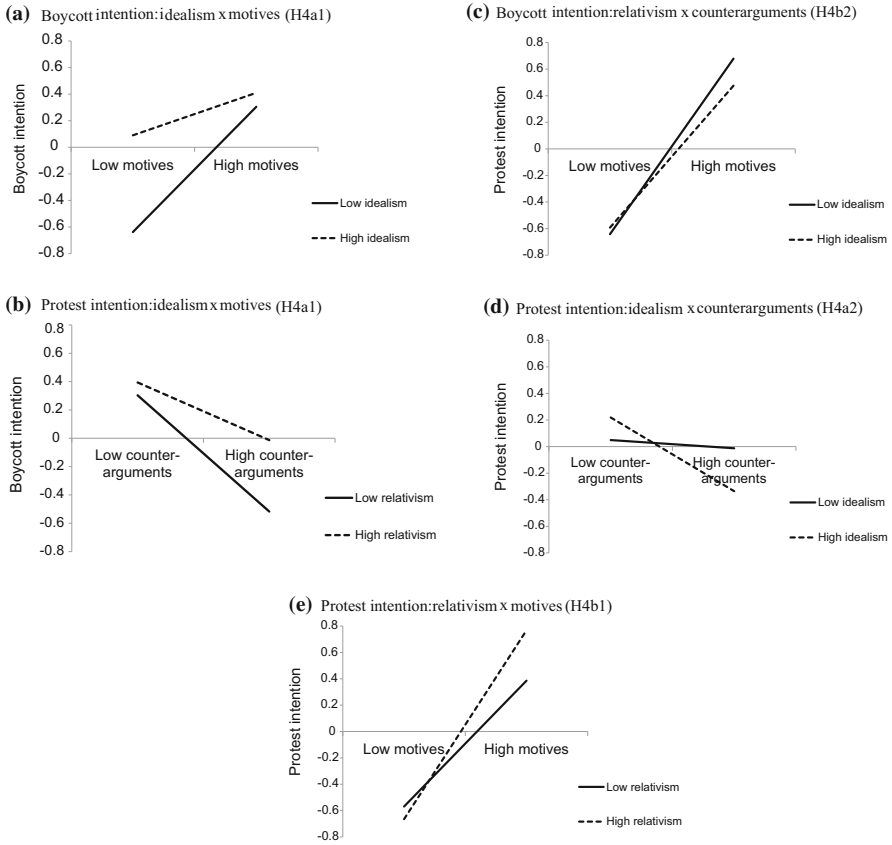 (a) Boycott intention:idealism x motives (H4a1)
0.8
0.6
0.4
0.2
0
-0.2
-0.4
-0.6
-0.8
Boycott intention
Low motives High motives
Low idealism
High idealism
(b) Protest intention:idealism x motives (H4a1)
0.8
0.6
0.4
0.2
0
-0.2
-0.4
-0.6
-0.8
Boycott intention
Low counter- High counter-
arguments arguments
Low relativism
High relativism
(c) Boycott intention:relativism x counterarguments (H4b2)
0.8
0.6
0.4
0.2
0
-0.2
-0.4
-0.6
-0.8
Protest intention
Low motives High motives
Low idealism
High idealism
(d) Protest intention:idealism x counterarguments (H4a2)
0.8
0.6
0.4
0.2
0
-0.2
-0.4
-0.6
-0.8
Protest intention
Low counter- High counter-
arguments arguments
Low idealism
High idealism
(e) Protest intention:relativism x motives (H4b1)
0.8
0.6
0.4
0.2
0
-0.2
-0.4
-0.6
-0.8
Protest intention
Low motives High motives
Low relativism
High relativism